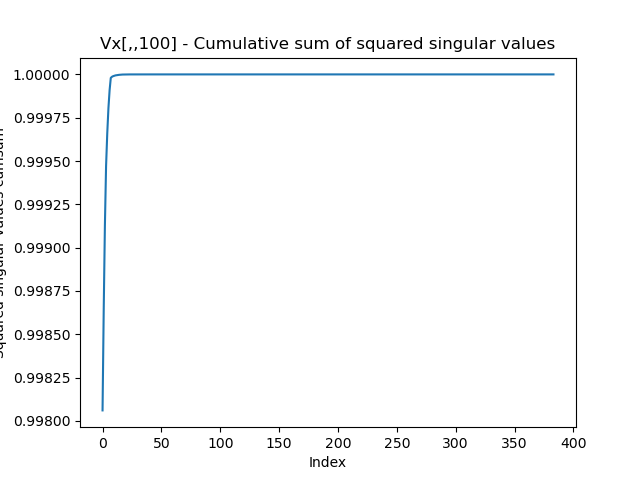 Vx[,,100] - Cumulative sum of squared singular values
1.00000
0.99975
0.99950
0.99925
0.99900
0.99875
0.99850
0.99825
0.99800
squared singular values cumsum
0 50 100 150 200 250 300 350 400
Index